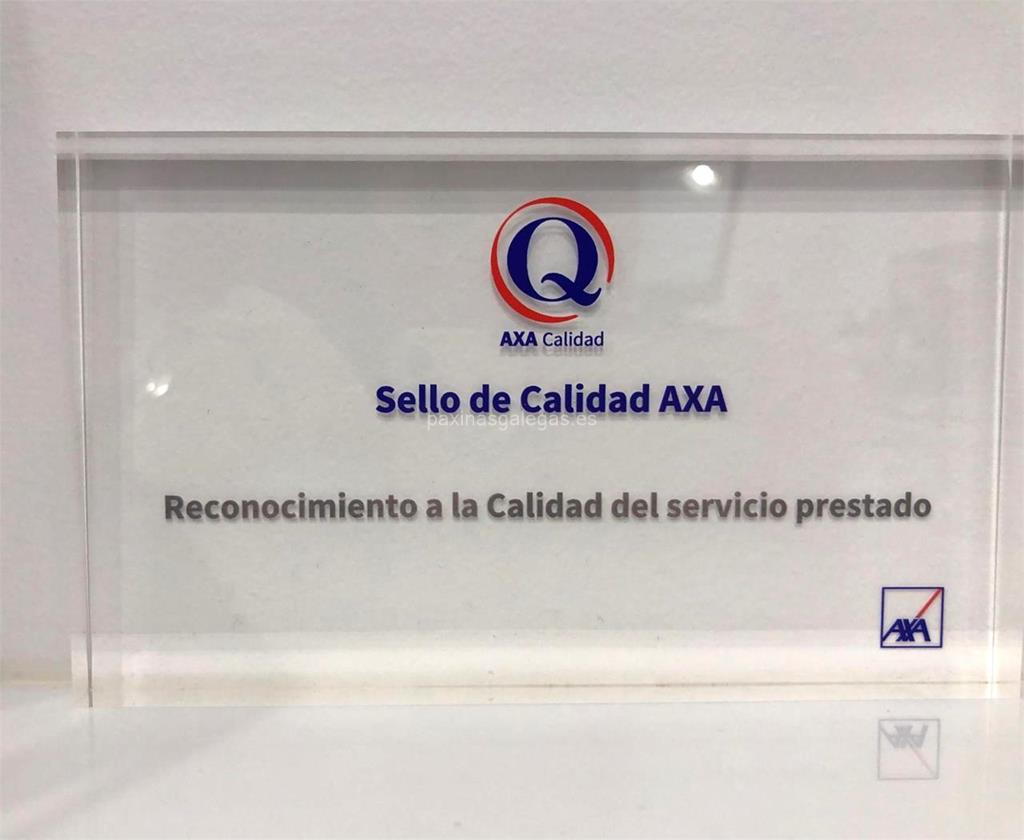 Q
AXA Calidad
Sello de Calidad AXA
paxinasgalegas.es
Reconocimiento a la Calidad del servicio prestado
AXA